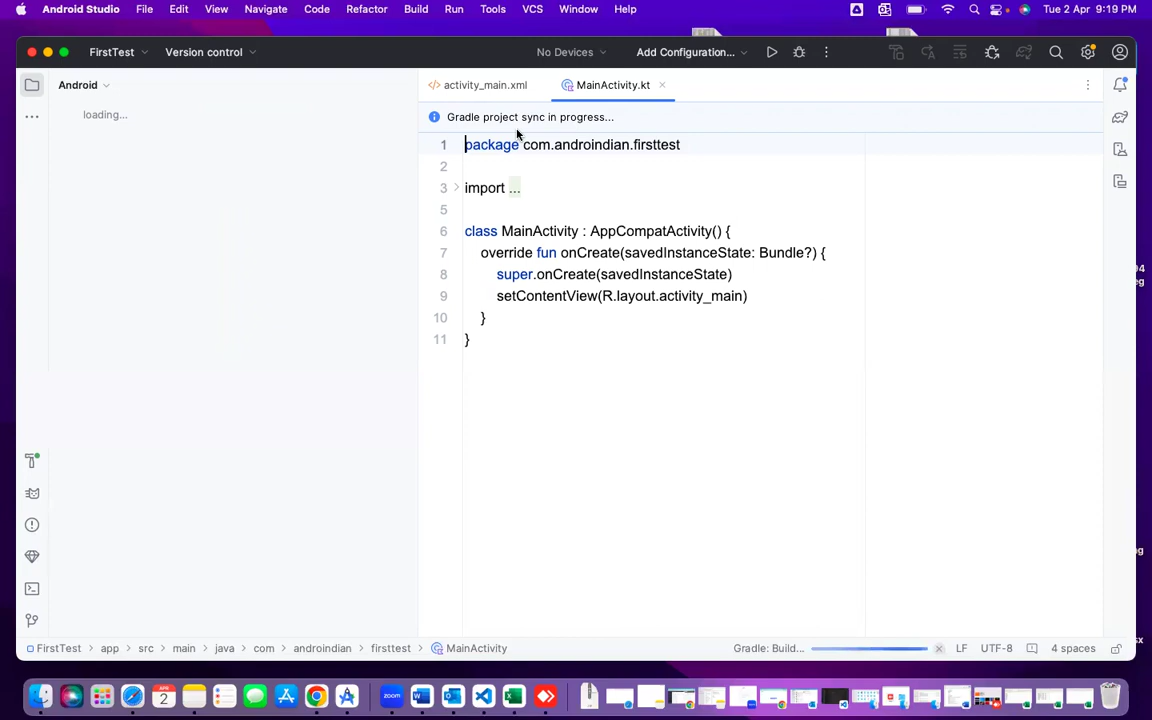 Android Studio File Edit View Navigate Code Refactor Build Run Tools VCS Window Help Tue 2 Apr 9:19 PM
FirstTest Version control No Devices Add Configuration...
Android activity_main.xml MainActivity.kt
loading... Gradle project sync in progress...
1 package com.androindian.firsttest
2
3 import ...
5
6 class MainActivity : AppCompatActivity() {
7 override fun onCreate(savedInstanceState: Bundle?) {
8 super.onCreate(savedInstanceState)
9 setContentView(R.layout.activity_main)
10 }
11 }
FirstTest app src main java com androindian firsttest MainActivity Gradle: Build... LF UTF-8 4 spaces
APR
2
zoom